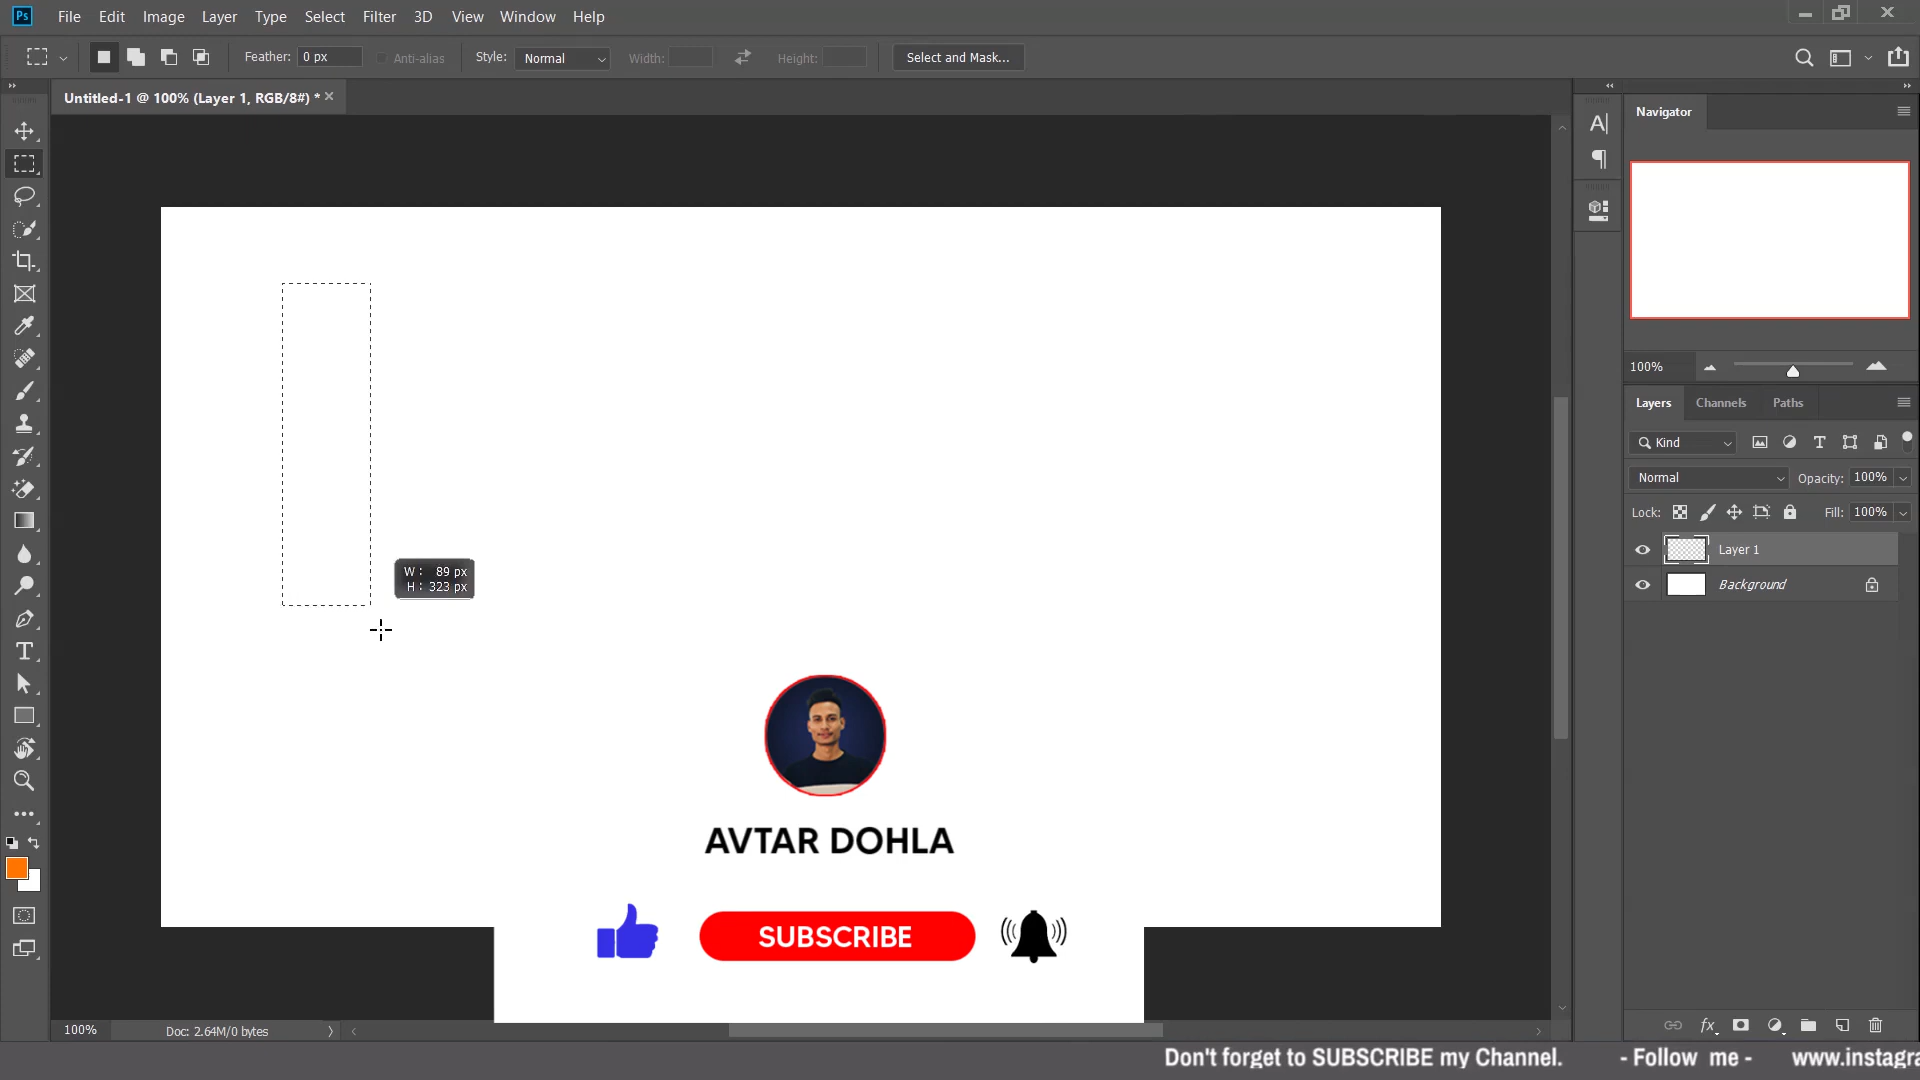 Ps File Edit Image Layer Type Select Filter 3D View Window Help
Feather: 0 px Anti-alias Style: Normal Width: Height: Select and Mask...
Untitled-1 @ 100% (Layer 1, RGB/8#) * ×
Navigator
100%
Layers Channels Paths
Kind
Normal Opacity: 100%
Lock: Fill: 100%
Layer 1
Background
W: 89 px
H: 323 px
AVTAR DOHLA
SUBSCRIBE
100% Doc: 2.64M/0 bytes
Don't forget to SUBSCRIBE my Channel. - Follow me - www.instagra